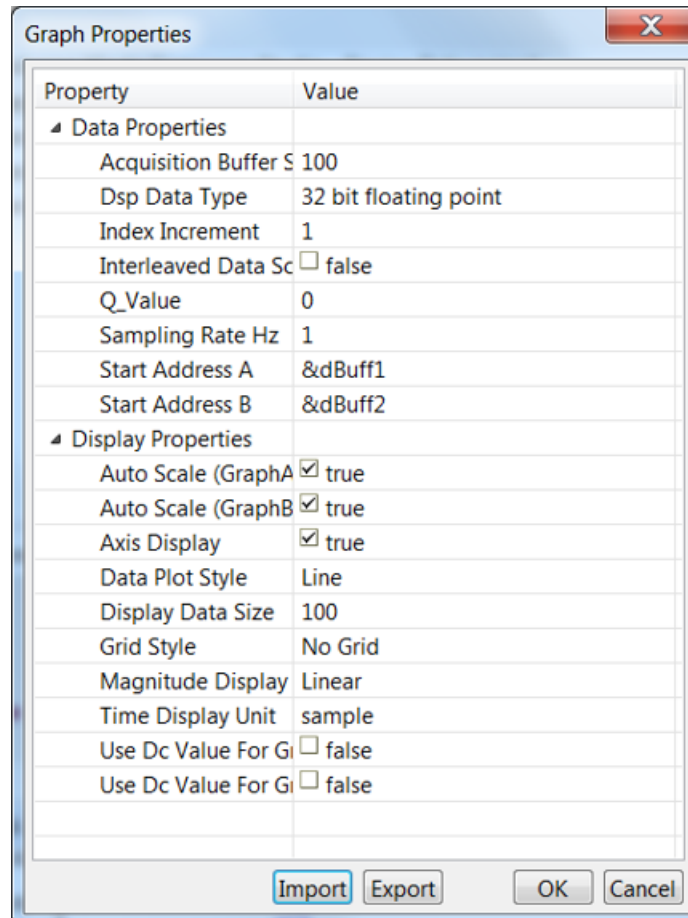 Graph Properties
Property Value
Data Properties
Acquisition Buffer S 100
Dsp Data Type 32 bit floating point
Index Increment 1
Interleaved Data Sc false
Q_Value 0
Sampling Rate Hz 1
Start Address A &dBuff1
Start Address B &dBuff2
Display Properties
Auto Scale (GraphA true
Auto Scale (GraphB true
Axis Display true
Data Plot Style Line
Display Data Size 100
Grid Style No Grid
Magnitude Display Linear
Time Display Unit sample
Use Dc Value For Gr false
Use Dc Value For Gr false
Import Export OK Cancel